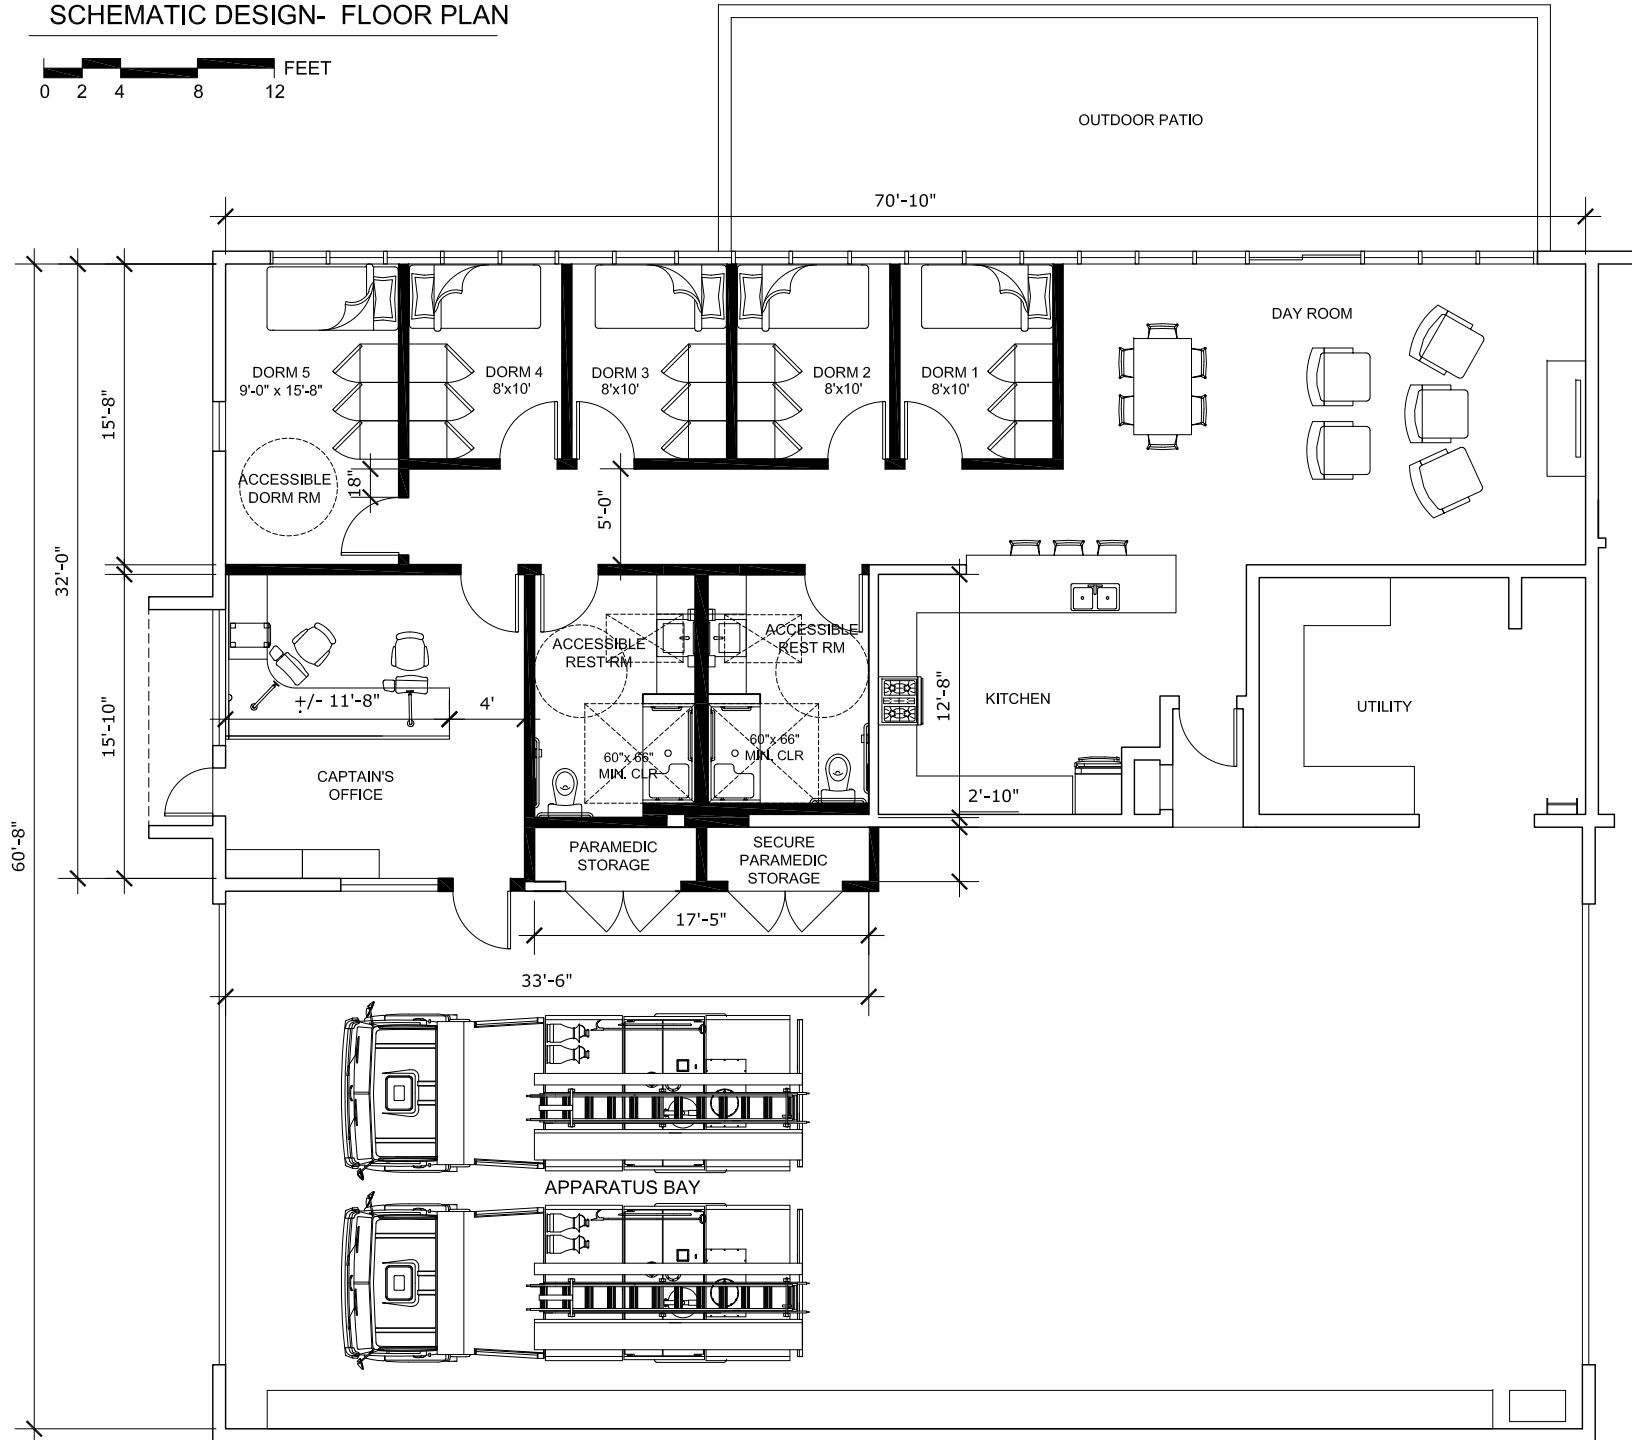 SCHEMATIC DESIGN- FLOOR PLAN
FEET
0 2 4 8 12
OUTDOOR PATIO
70'-10"
DAY ROOM
DORM 5
9'-0" x 15'-8"
DORM 4
8'x10'
DORM 3
8'x10'
DORM 2
8'x10'
DORM 1
8'x10'
15'-8"
ACCESSIBLE
DORM RM
18"
5'-0"
32'-0"
ACCESSIBLE
REST RM
ACCESSIBLE
REST RM
+/- 11'-8"
4'
12'-8"
KITCHEN
UTILITY
15'-10"
60"x 66"
MIN. CLR
60"x 66"
MIN. CLR
CAPTAIN'S
OFFICE
2'-10"
60'-8"
PARAMEDIC
STORAGE
SECURE
PARAMEDIC
STORAGE
17'-5"
33'-6"
APPARATUS BAY